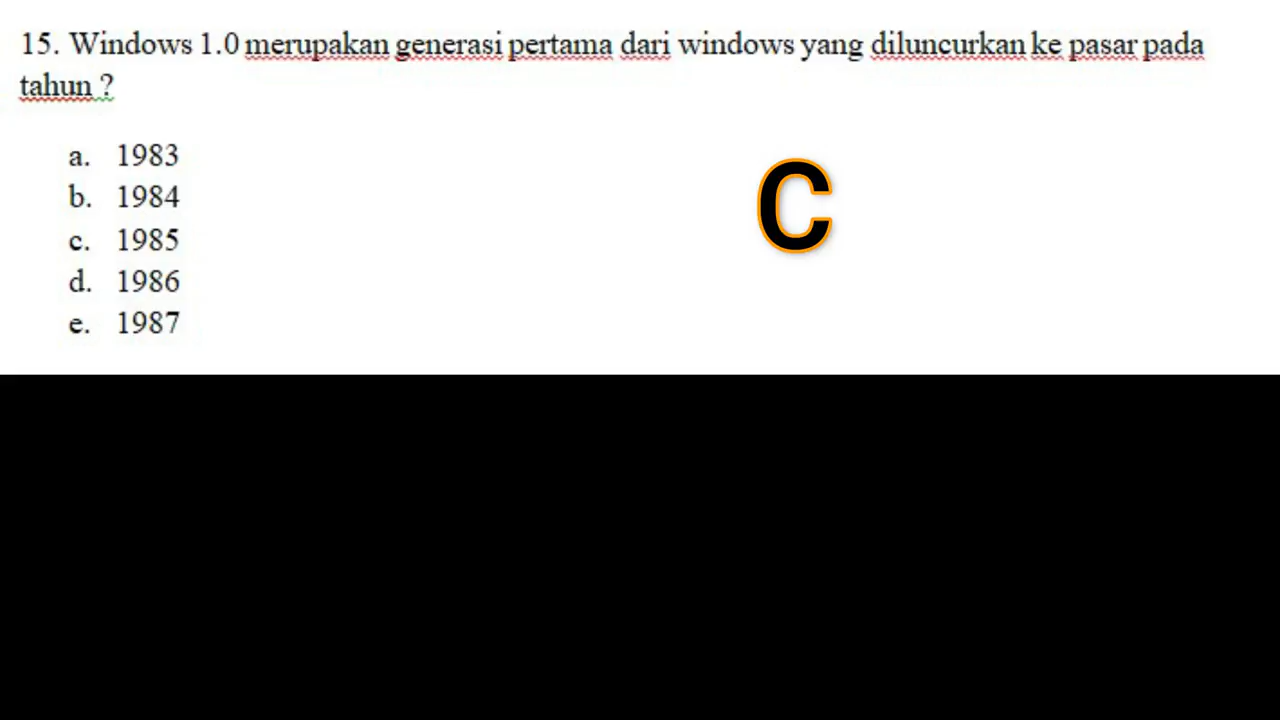 15. Windows 1.0 merupakan generasi pertama dari windows yang diluncurkan ke pasar pada
tahun ?
a. 1983
b. 1984
c. 1985
d. 1986
e. 1987
C